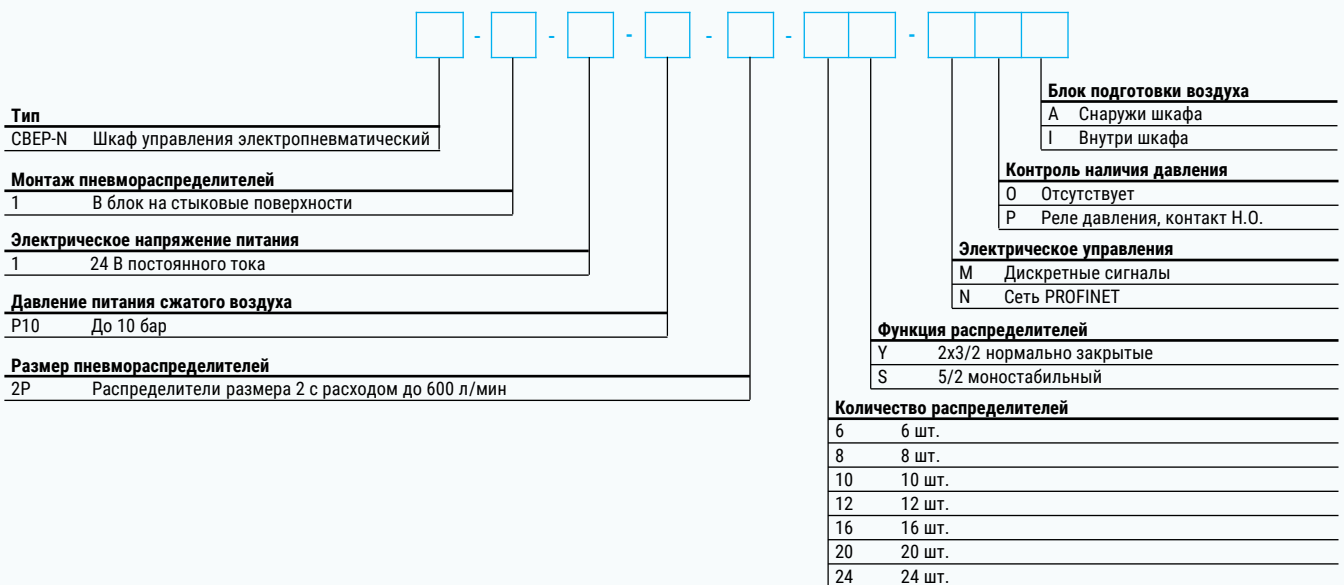 - - - - - -
Тип
CBEP-N Шкаф управления электропневматический
Монтаж пневмораспределителей
1 В блок на стыковые поверхности
Электрическое напряжение питания
1 24 В постоянного тока
Давление питания сжатого воздуха
P10 До 10 бар
Размер пневмораспределителей
2P Распределители размера 2 с расходом до 600 л/мин
Блок подготовки воздуха
A Снаружи шкафа
I Внутри шкафа
Контроль наличия давления
O Отсутствует
P Реле давления, контакт Н.О.
Электрическое управления
M Дискретные сигналы
N Сеть PROFINET
Функция распределителей
Y 2x3/2 нормально закрытые
S 5/2 моностабильный
Количество распределителей
6 6 шт.
8 8 шт.
10 10 шт.
12 12 шт.
16 16 шт.
20 20 шт.
24 24 шт.